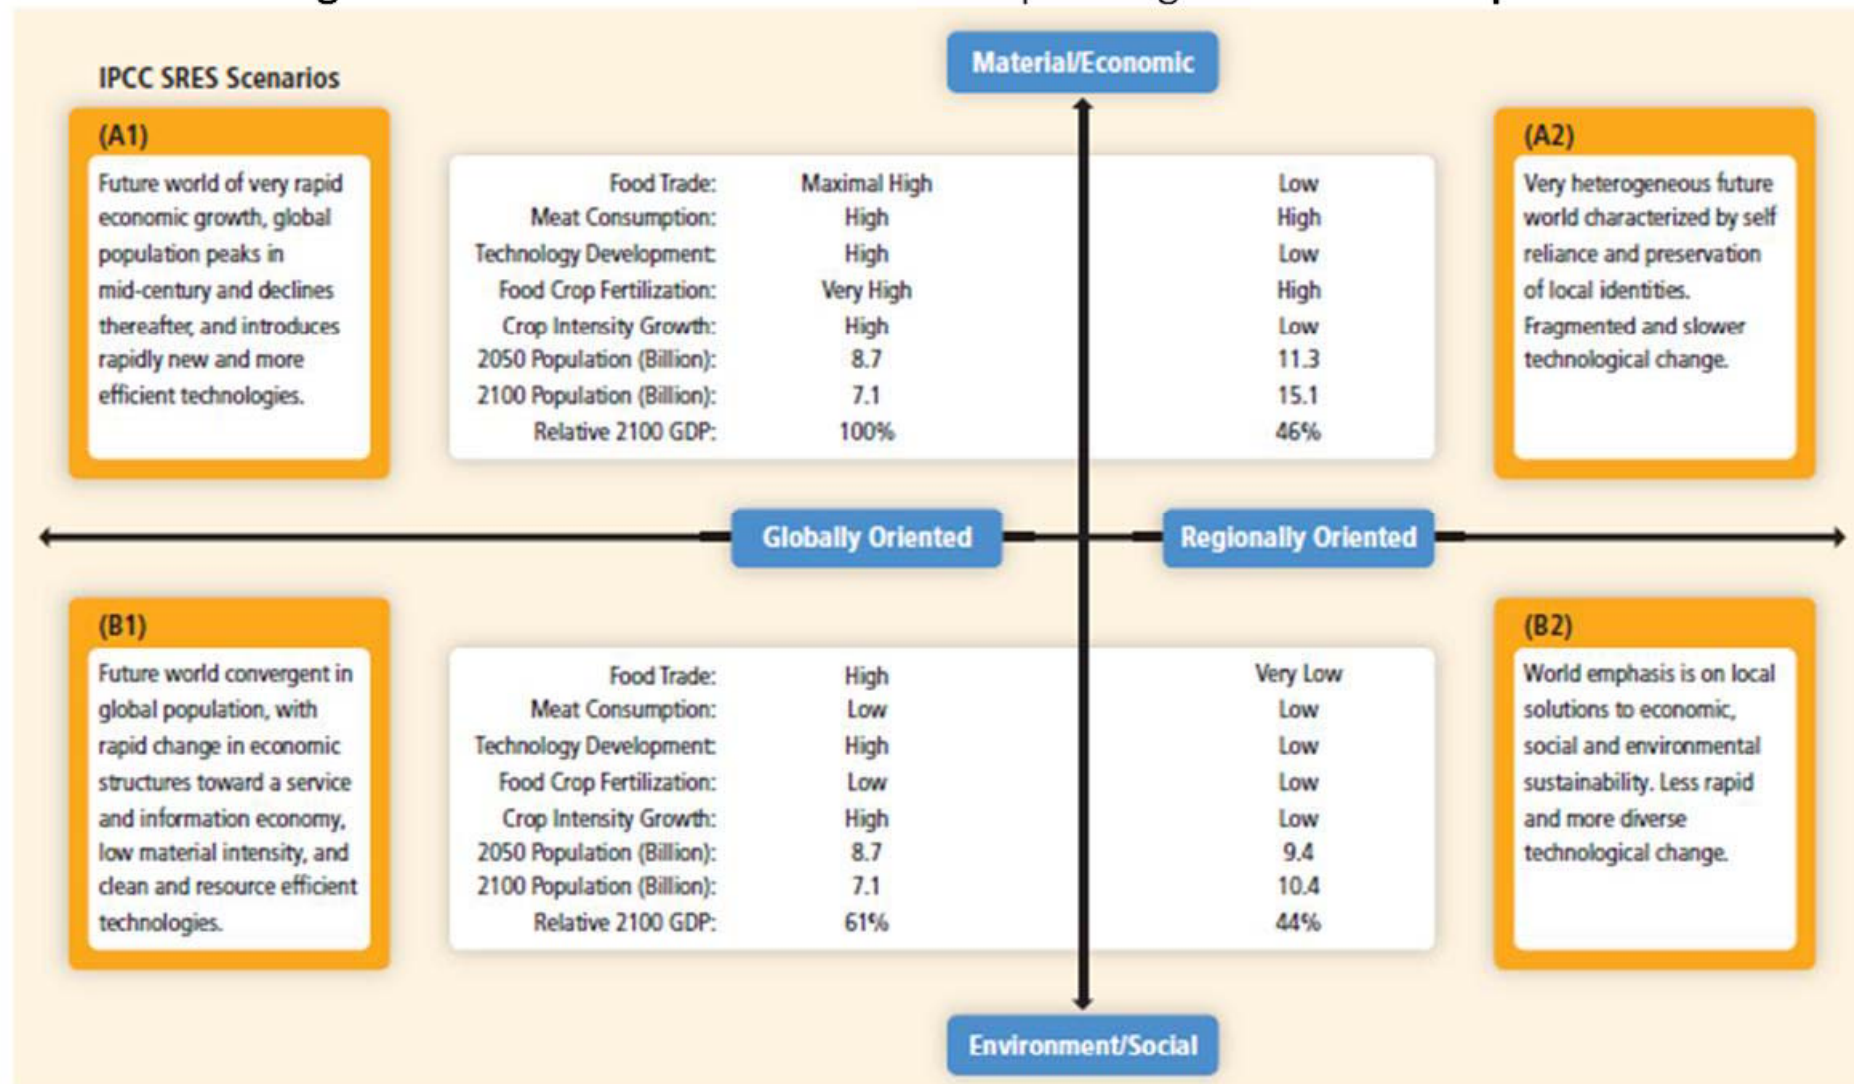 Material/Economic
IPCC SRES Scenarios
(A1)
Future world of very rapid
economic growth, global
population peaks in
mid-century and declines
thereafter, and introduces
rapidly new and more
efficient technologies.
Food Trade: Maximal High Low
Meat Consumption: High High
Technology Development: High Low
Food Crop Fertilization: Very High High
Crop Intensity Growth: High Low
2050 Population (Billion): 8.7 11.3
2100 Population (Billion): 7.1 15.1
Relative 2100 GDP: 100% 46%
(A2)
Very heterogeneous future
world characterized by self
reliance and preservation
of local identities.
Fragmented and slower
technological change.
Globally Oriented Regionally Oriented
(B1)
Future world convergent in
global population, with
rapid change in economic
structures toward a service
and information economy,
low material intensity, and
clean and resource efficient
technologies.
Food Trade: High Very Low
Meat Consumption: Low Low
Technology Development: High Low
Food Crop Fertilization: Low Low
Crop Intensity Growth: High Low
2050 Population (Billion): 8.7 9.4
2100 Population (Billion): 7.1 10.4
Relative 2100 GDP: 61% 44%
(B2)
World emphasis is on local
solutions to economic,
social and environmental
sustainability. Less rapid
and more diverse
technological change.
Environment/Social